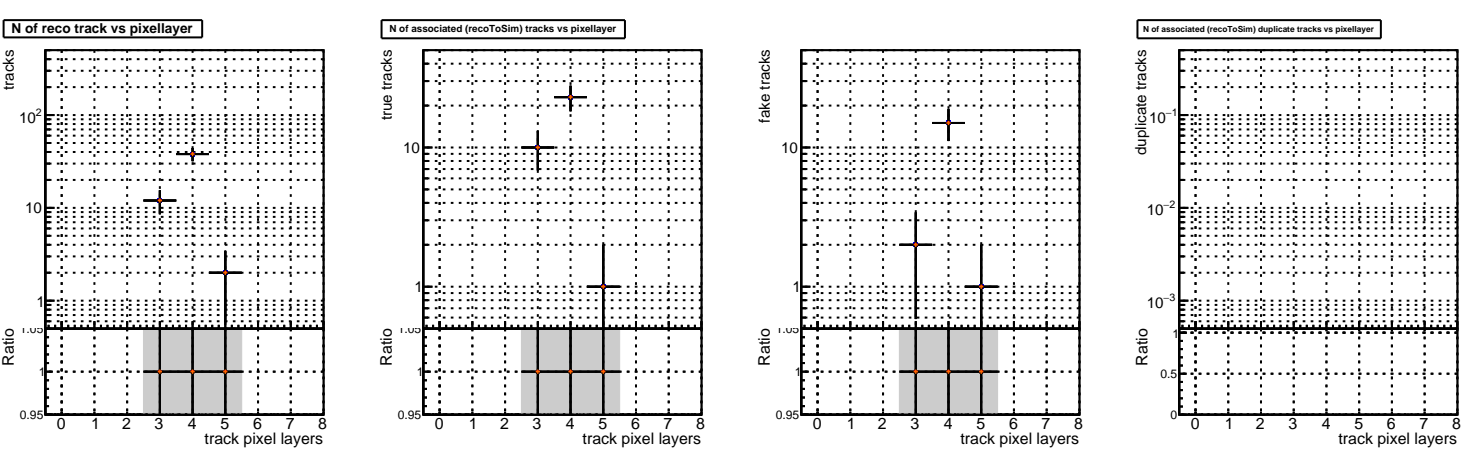 N of reco track vs pixellayer
tracks
10²
10
1
Ratio
1.05
1
0.95
0 1 2 3 4 5 6 7 8
track pixel layers
N of associated (recoToSim) tracks vs pixellayer
true tracks
10
1
Ratio
1.05
1
0.95
0 1 2 3 4 5 6 7 8
track pixel layers
fake tracks
10
1
Ratio
1.05
1
0.95
0 1 2 3 4 5 6 7 8
track pixel layers
N of associated (recoToSim) duplicate tracks vs pixellayer
duplicate tracks
10⁻¹
10⁻²
10⁻³
Ratio
1
0.5
0
0 1 2 3 4 5 6 7 8
track pixel layers